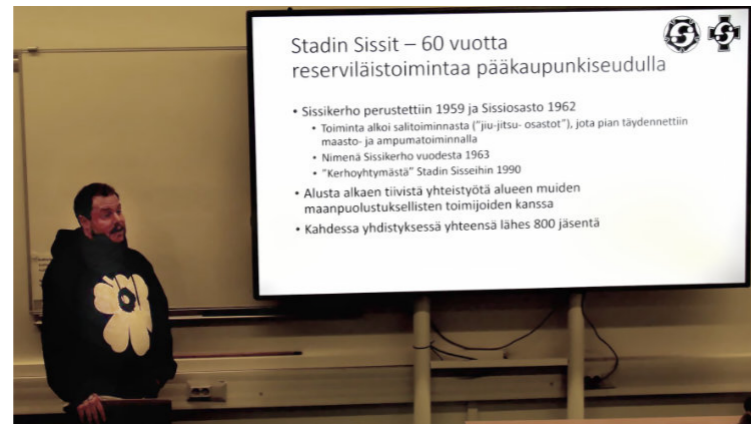 Stadin Sissit – 60 vuotta
reserviläistoimintaa pääkaupunkiseudulla
• Sissikerho perustettiin 1959 ja Sissiosasto 1962
• Toiminta alkoi salitoiminnasta ("jiu-jitsu- osastot"), jota pian täydennettiin
maasto- ja ampumatoiminnalla
• Nimenä Sissikerho vuodesta 1963
• "Kerhoyhtymästä" Stadin Sisseihin 1990
• Alusta alkaen tiivistä yhteistyötä alueen muiden
maanpuolustuksellisten toimijoiden kanssa
• Kahdessa yhdistyksessä yhteensä lähes 800 jäsentä